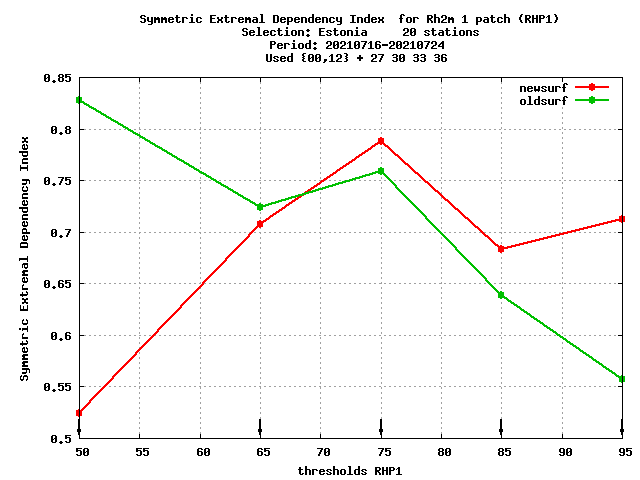 Symmetric Extremal Dependency Index  for Rh2m 1 patch (RHP1)
Selection: Estonia     20 stations
Period: 20210716-20210724
Used {00,12} + 27 30 33 36
newsurf
oldsurf
Symmetric Extremal Dependency Index
0.85
0.8
0.75
0.7
0.65
0.6
0.55
0.5
50 55 60 65 70 75 80 85 90 95
thresholds RHP1